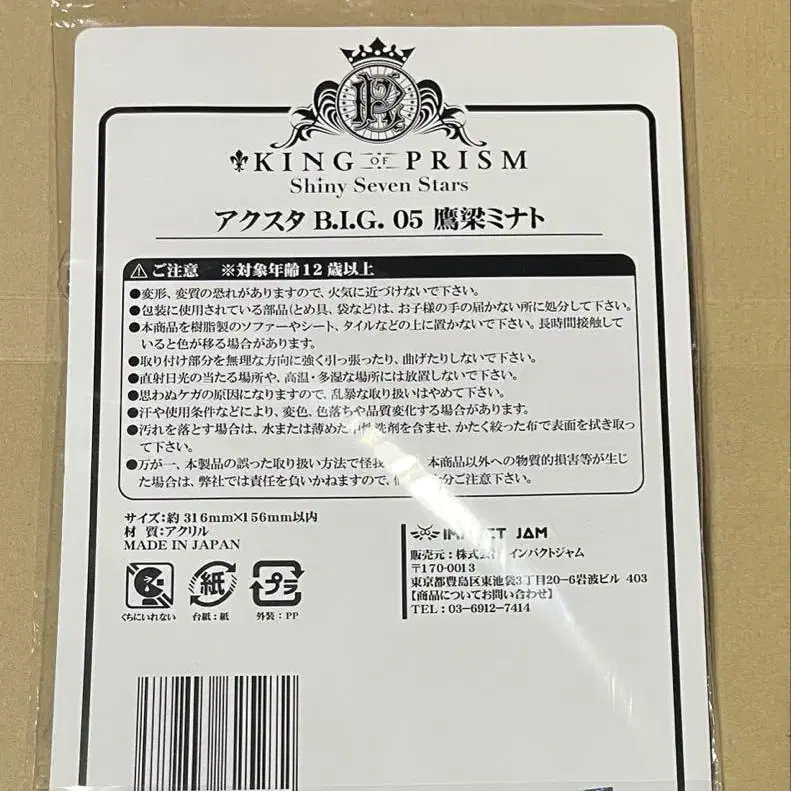 KING OF PRISM
Shiny Seven Stars
アクスタ B.I.G. 05 鷹梁ミナト
ご注意 ※対象年齢12歳以上
●変形、変質の恐れがありますので、火気に近づけないで下さい。
●包装に使用されている部品(とめ具、袋など)は、お子様の手の届かない所に処分して下さい。
●本商品を樹脂製のソファーやシート、タイルなどの上に置かないで下さい。長時間接触して
いると色が移る場合があります。
●取り付け部分を無理な方向に強く引っ張ったり、曲げたりしないで下さい。
●直射日光の当たる場所や、高温・多湿な場所には放置しないで下さい。
●思わぬケガの原因になりますので、乱暴な取り扱いはやめて下さい。
●汗や使用条件などにより、変色、色落ちや品質変化する場合があります。
●汚れを落とす場合は、水または薄めた中性洗剤を含ませ、かたく絞った布で表面を拭き取っ
て下さい。
●万が一、本製品の誤った取り扱い方法で怪我 、本商品以外への物質的損害等が生じ
た場合は、弊社では責任を負いかねますので、 分ご注意下さい。
サイズ:約 316mm×156mm以内
材 質:アクリル
MADE IN JAPAN
くちにいれない
紙
台紙:紙
プラ
外装:PP
IMPACT JAM
販売元:株式会社インパクトジャム
〒170-0013
東京都豊島区東池袋3丁目20-6岩波ビル 403
【商品についてお問い合わせ】
TEL:03-6912-7414